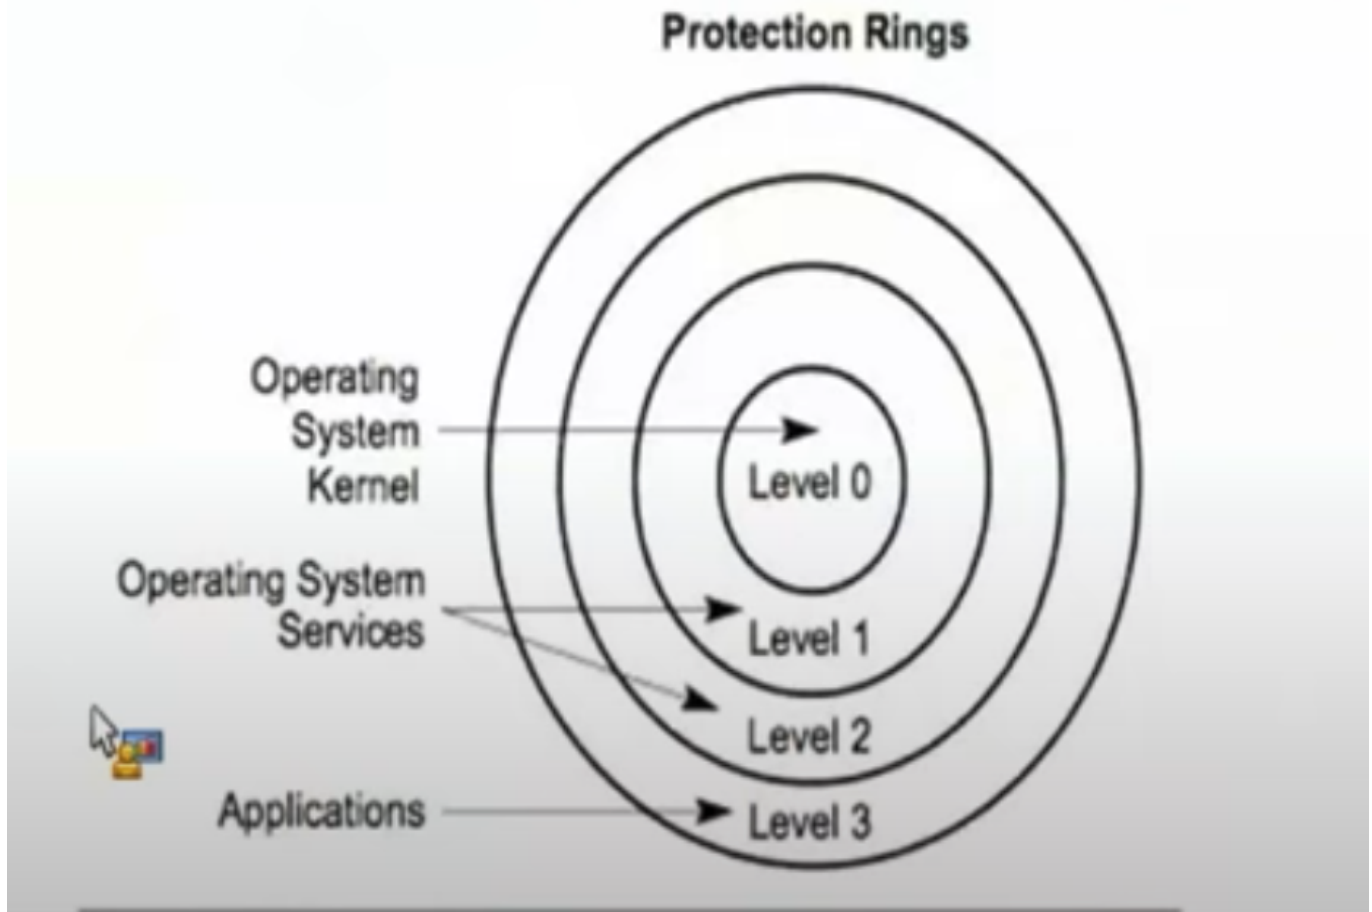 Protection Rings
Operating
System
Kernel
Level 0
Operating System
Services
Level 1
Level 2
Applications
Level 3